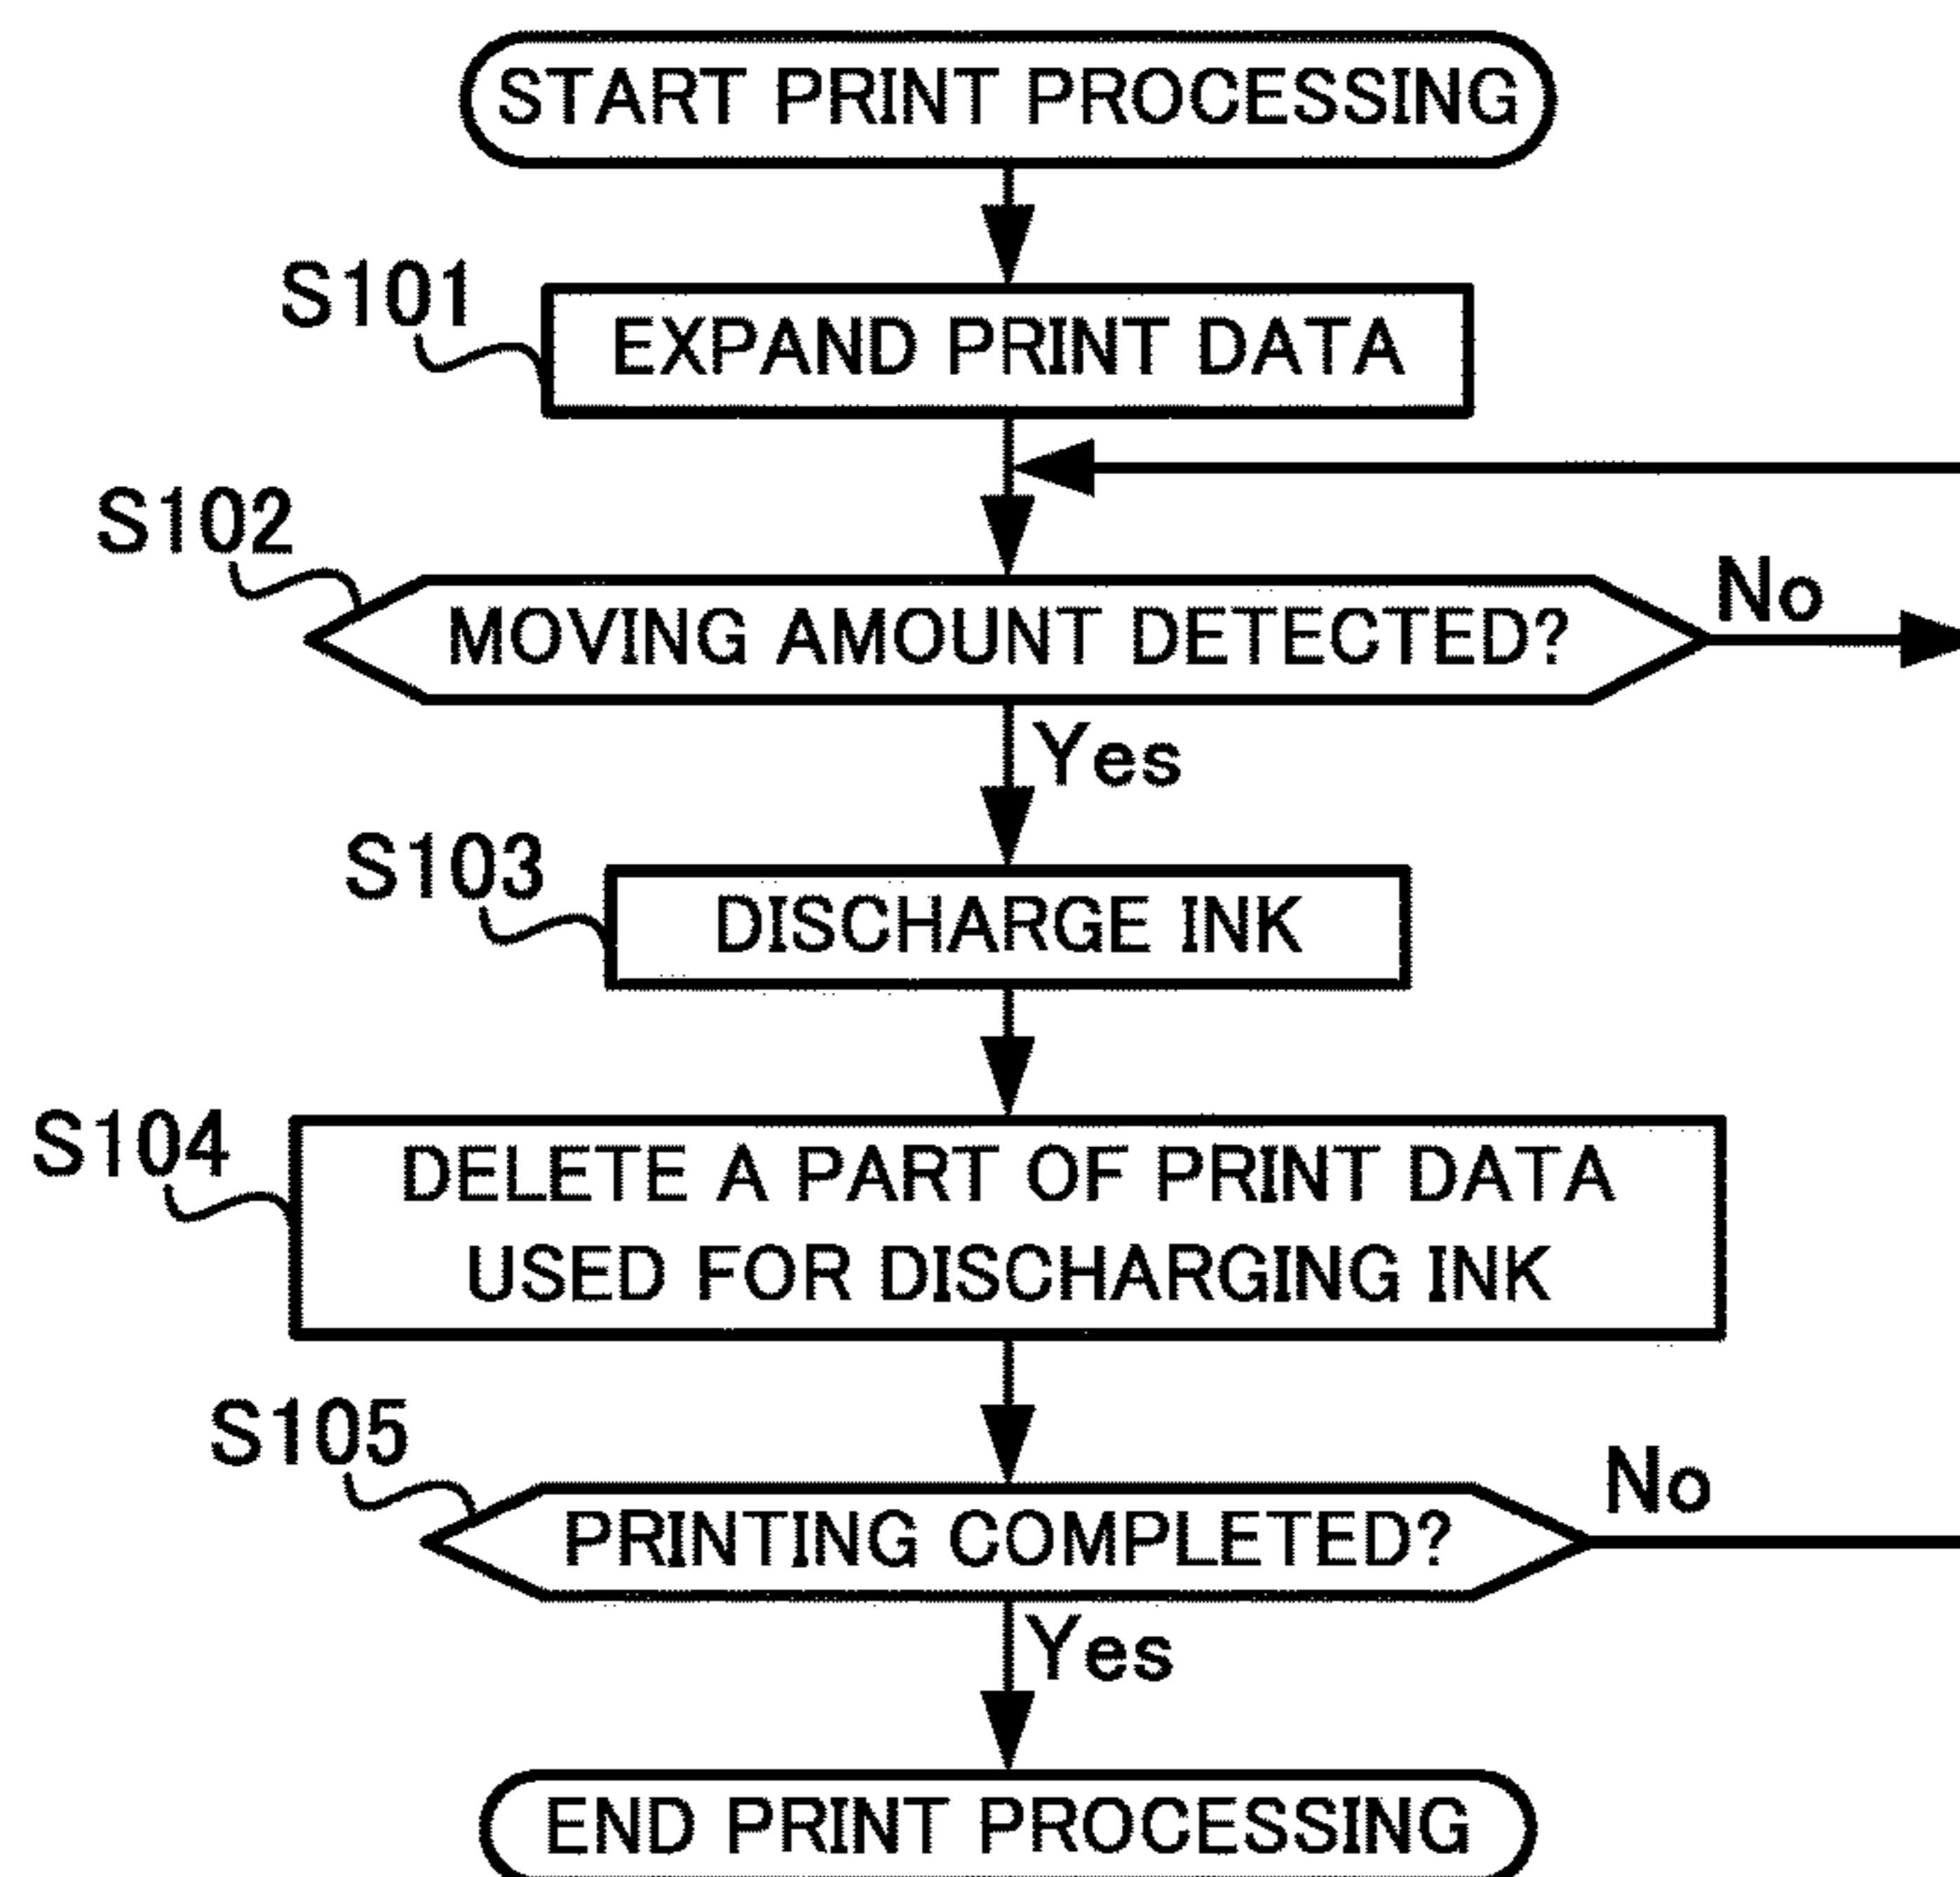 START PRINT PROCESSING
S101
EXPAND PRINT DATA
S102
MOVING AMOUNT DETECTED?
No
Yes
S103
DISCHARGE INK
S104
DELETE A PART OF PRINT DATA
USED FOR DISCHARGING INK
S105
PRINTING COMPLETED?
No
Yes
END PRINT PROCESSING